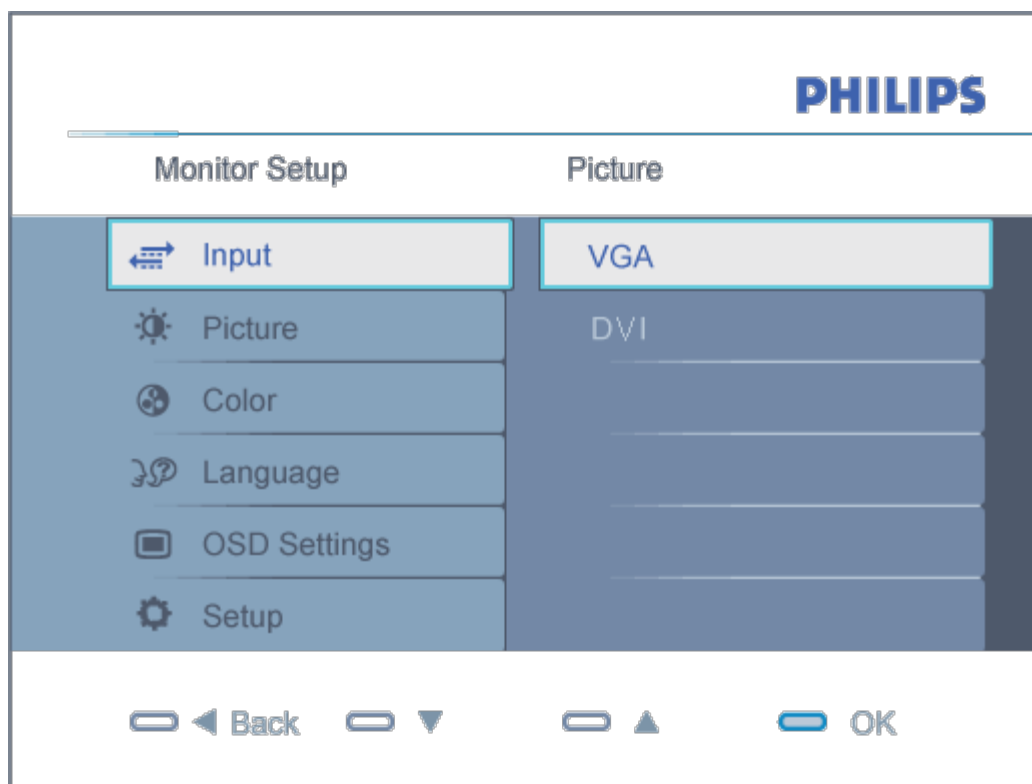 PHILIPS
Monitor Setup Picture
Input VGA
Picture DVI
Color
Language
OSD Settings
Setup
Back OK